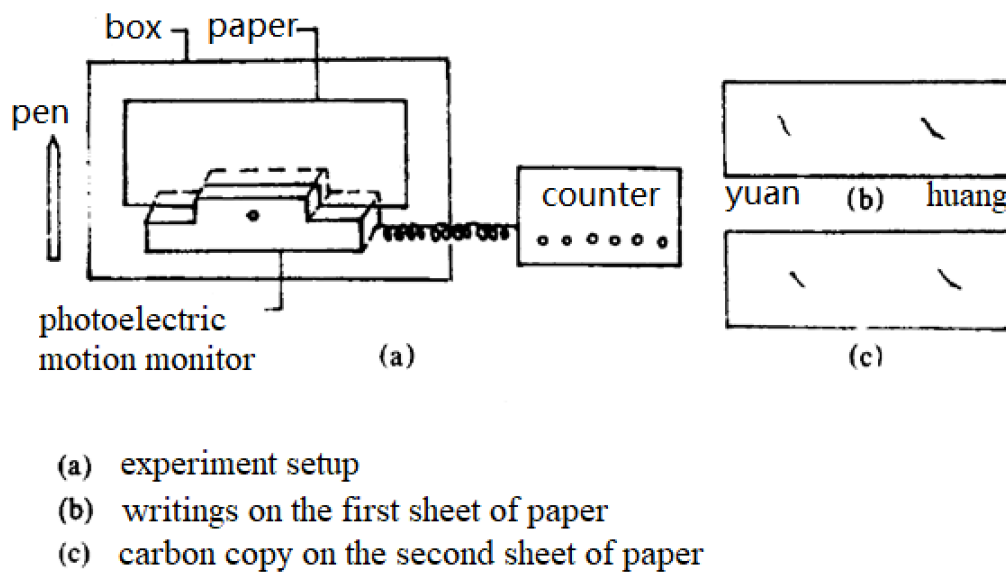 box paper
pen
counter
photoelectric
motion monitor
(a)
yuan (b) huang
(c)
(a) experiment setup
(b) writings on the first sheet of paper
(c) carbon copy on the second sheet of paper